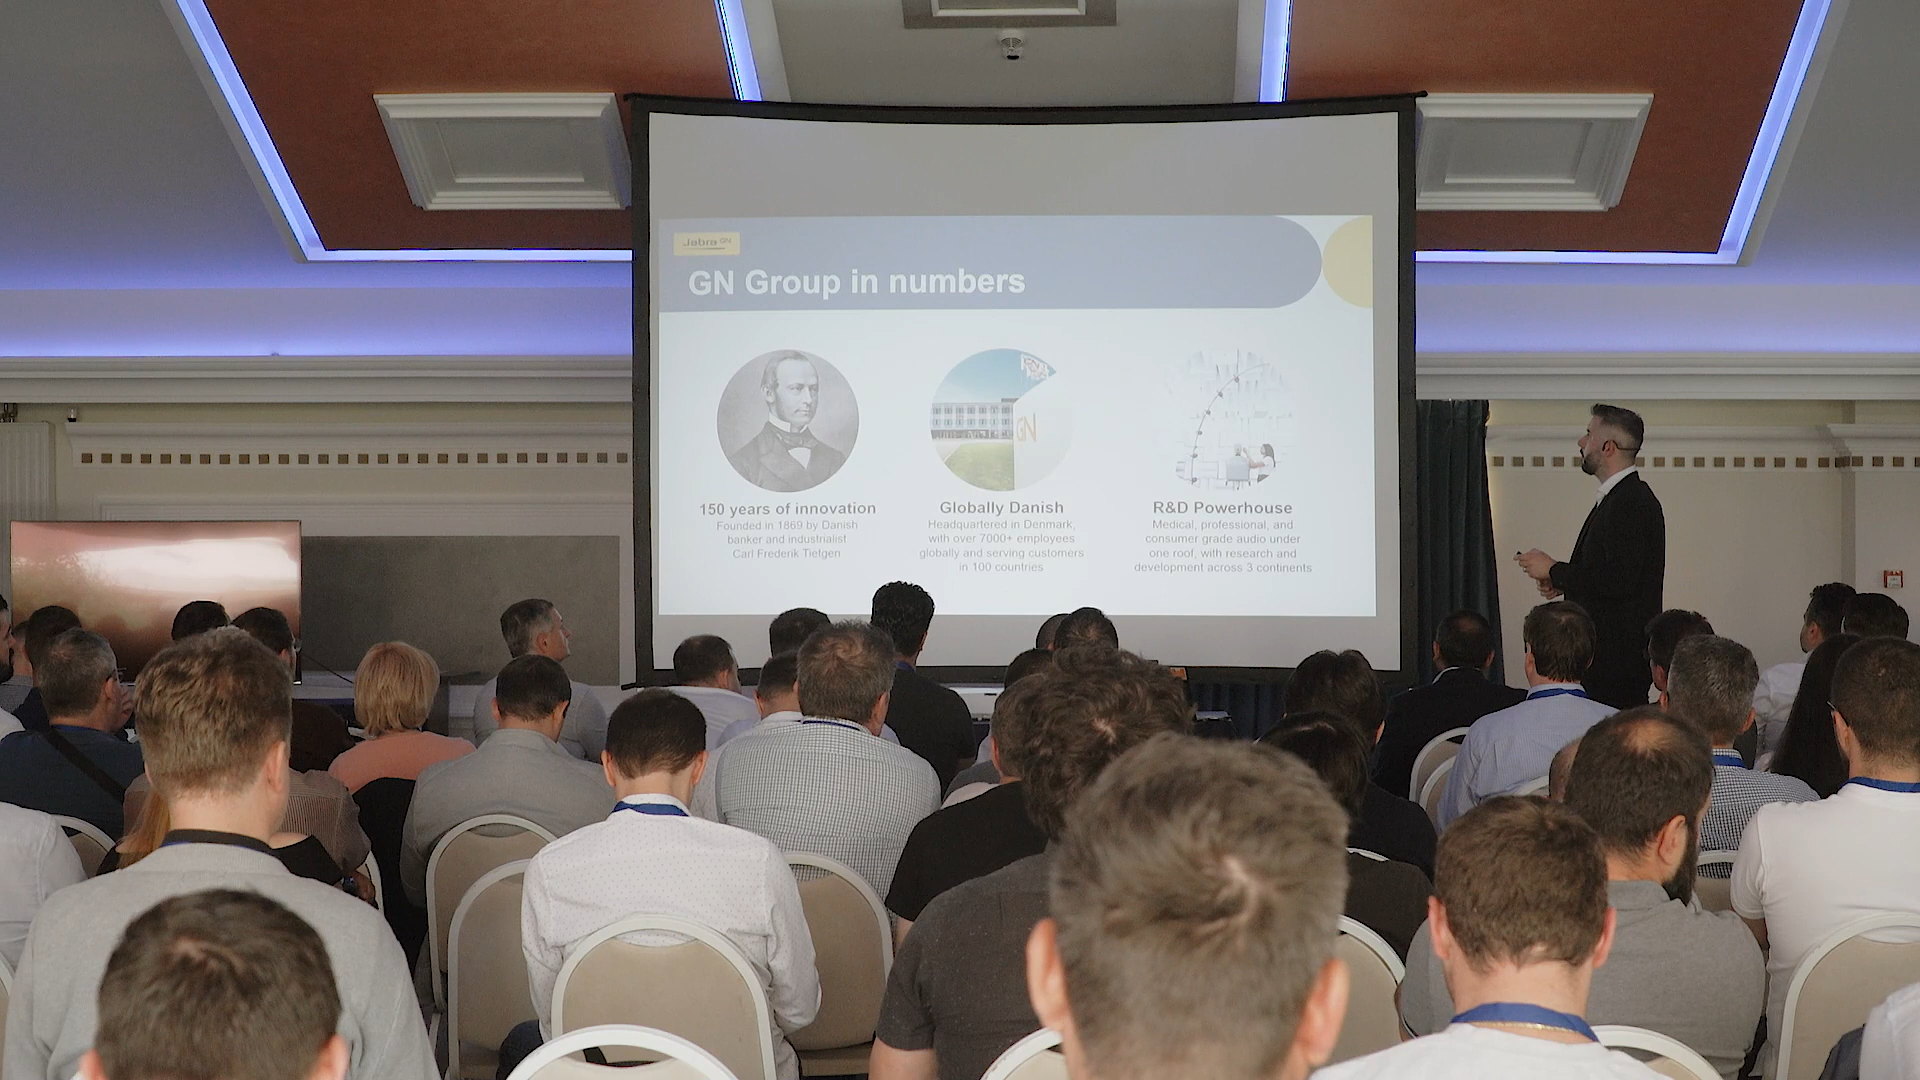 Jabra GN
GN Group in numbers
GN
150 years of innovation
Founded in 1869 by Danish
banker and industrialist
Carl Frederik Tietgen
Globally Danish
Headquartered in Denmark,
with over 7000+ employees
globally and serving customers
in 100 countries
R&D Powerhouse
Medical, professional, and
consumer grade audio under
one roof, with research and
development across 3 continents